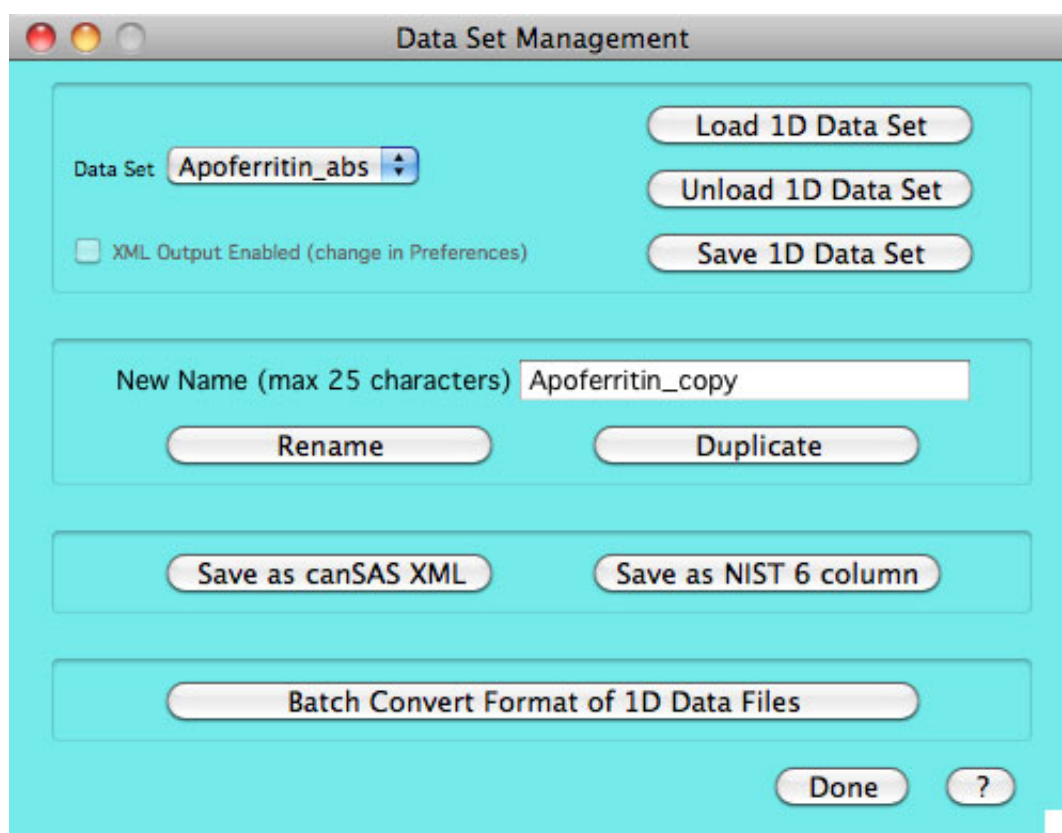 Data Set Management
Load 1D Data Set
Data Set Apoferritin_abs
Unload 1D Data Set
XML Output Enabled (change in Preferences)
Save 1D Data Set
New Name (max 25 characters) Apoferritin_copy
Rename Duplicate
Save as canSAS XML Save as NIST 6 column
Batch Convert Format of 1D Data Files
Done ?